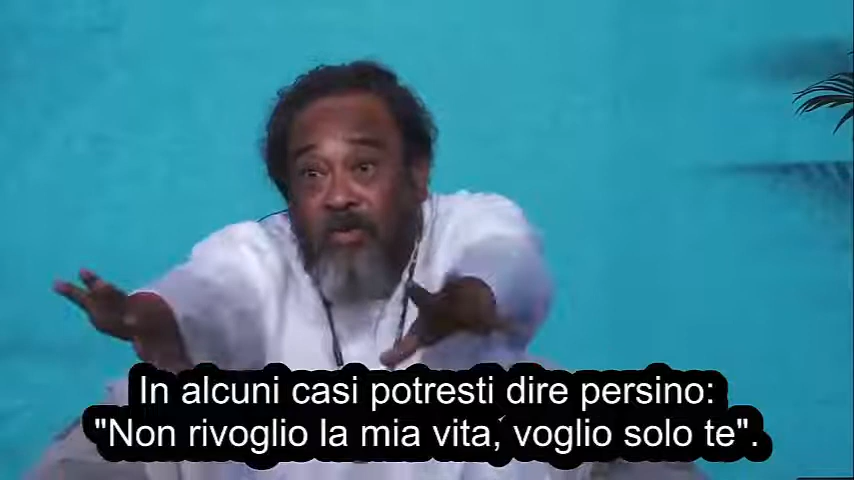 In alcuni casi potresti dire persino:
"Non rivoglio la mia vita, voglio solo te".